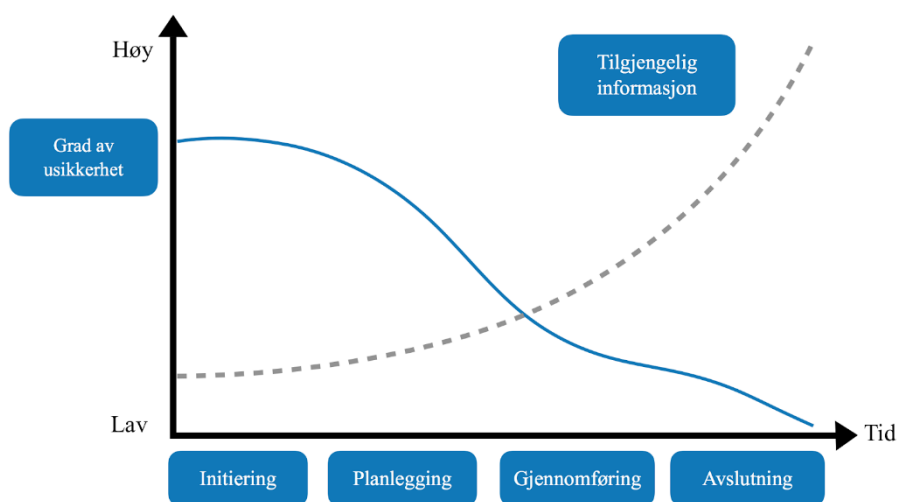 Høy
Tilgjengelig
informasjon
Grad av
usikkerhet
Lav
Tid
Initiering
Planlegging
Gjennomføring
Avslutning